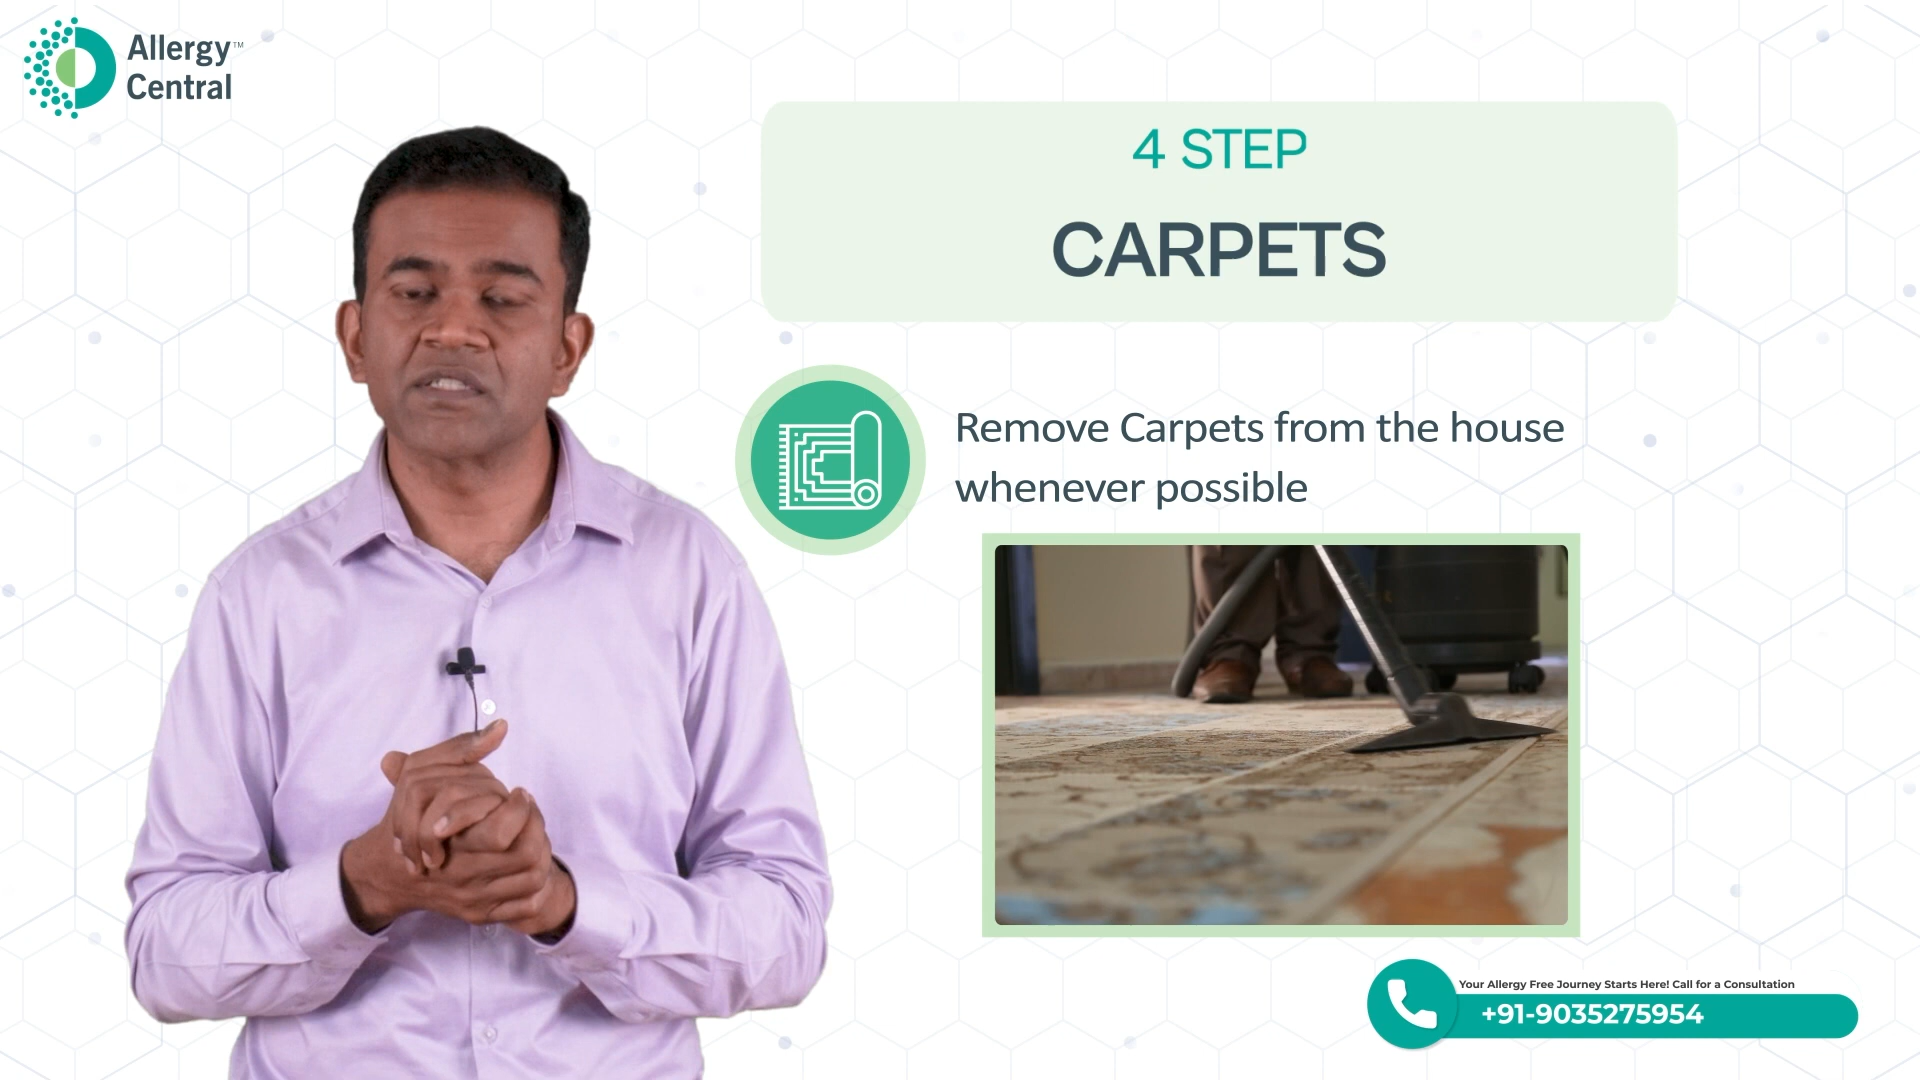 Allergy™
Central
4 STEP
CARPETS
Remove Carpets from the house
whenever possible
Your Allergy Free Journey Starts Here! Call for a Consultation
+91-9035275954